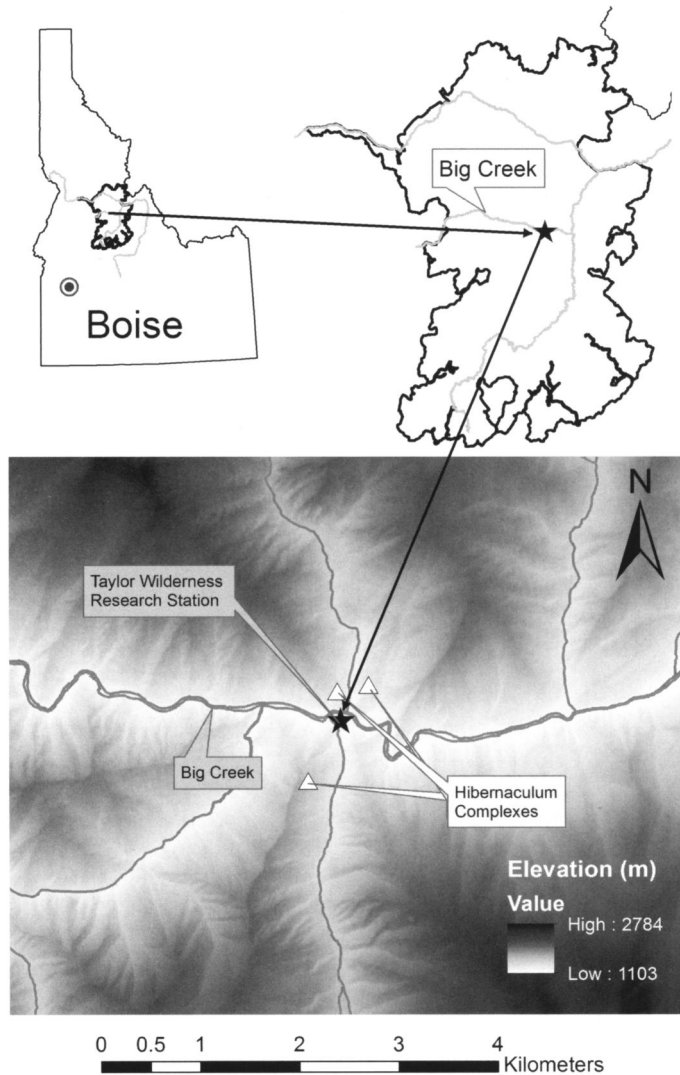 Big Creek
Boise
N
Taylor Wilderness
Research Station
Big Creek
Hibernaculum
Complexes
Elevation (m)
Value
High : 2784
Low : 1103
0 0.5 1 2 3 4
Kilometers